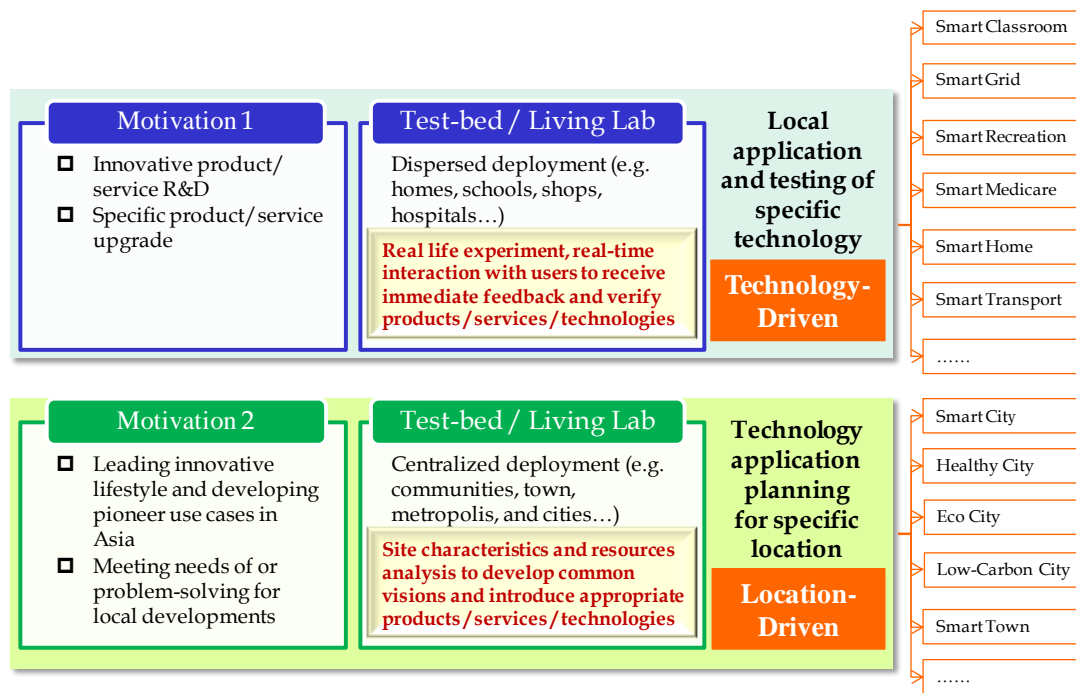 Motivation 1
Innovative product/
service R&D
Specific product/service
upgrade
Test-bed / Living Lab
Dispersed deployment (e.g.
homes, schools, shops,
hospitals…)
Real life experiment, real-time
interaction with users to receive
immediate feedback and verify
products/services/technologies
Local
application
and testing of
specific
technology
Technology-
Driven
Smart Classroom
Smart Grid
Smart Recreation
Smart Medicare
Smart Home
Smart Transport
……
Motivation 2
Leading innovative
lifestyle and developing
pioneer use cases in
Asia
Meeting needs of or
problem-solving for
local developments
Test-bed / Living Lab
Centralized deployment (e.g.
communities, town,
metropolis, and cities…)
Site characteristics and resources
analysis to develop common
visions and introduce appropriate
products/services/technologies
Technology
application
planning
for specific
location
Location-
Driven
Smart City
Healthy City
Eco City
Low-Carbon City
Smart Town
……